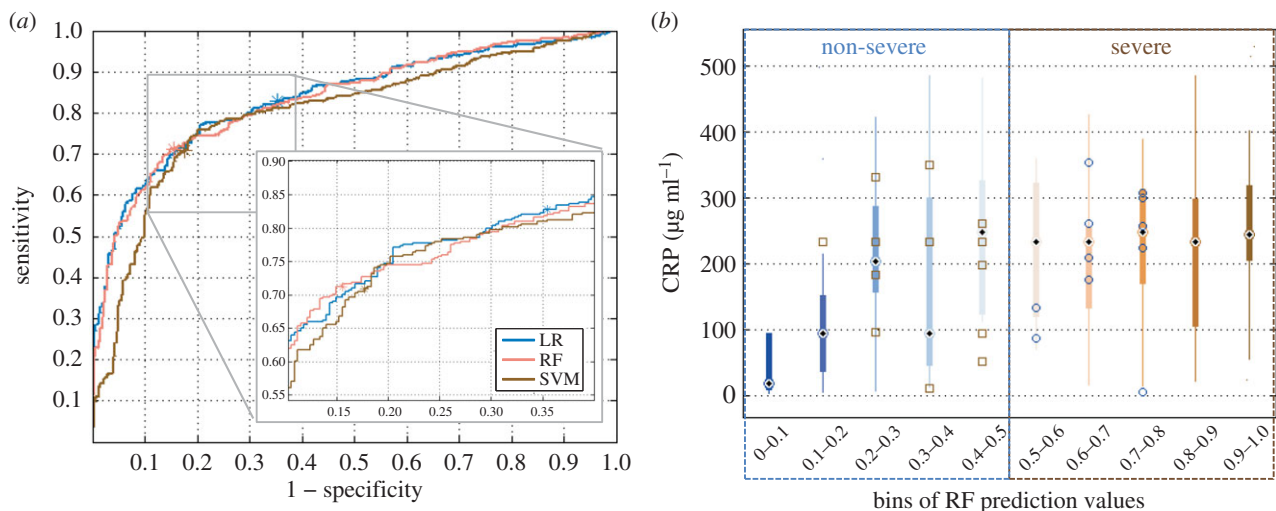 (a)
1.0
0.9
0.8
0.7
0.6
0.5
0.4
0.3
0.2
0.1
sensitivity
0.1 0.2 0.3 0.4 0.5 0.6 0.7 0.8 0.9 1.0
1 – specificity
0.90
0.85
0.80
0.75
0.70
0.65
0.60
0.55
0.15 0.20 0.25 0.30 0.35
LR
RF
SVM
(b)
non-severe severe
500
400
300
200
100
0
CRP (µg ml⁻¹)
0–0.1 0.1–0.2 0.2–0.3 0.3–0.4 0.4–0.5 0.5–0.6 0.6–0.7 0.7–0.8 0.8–0.9 0.9–1.0
bins of RF prediction values